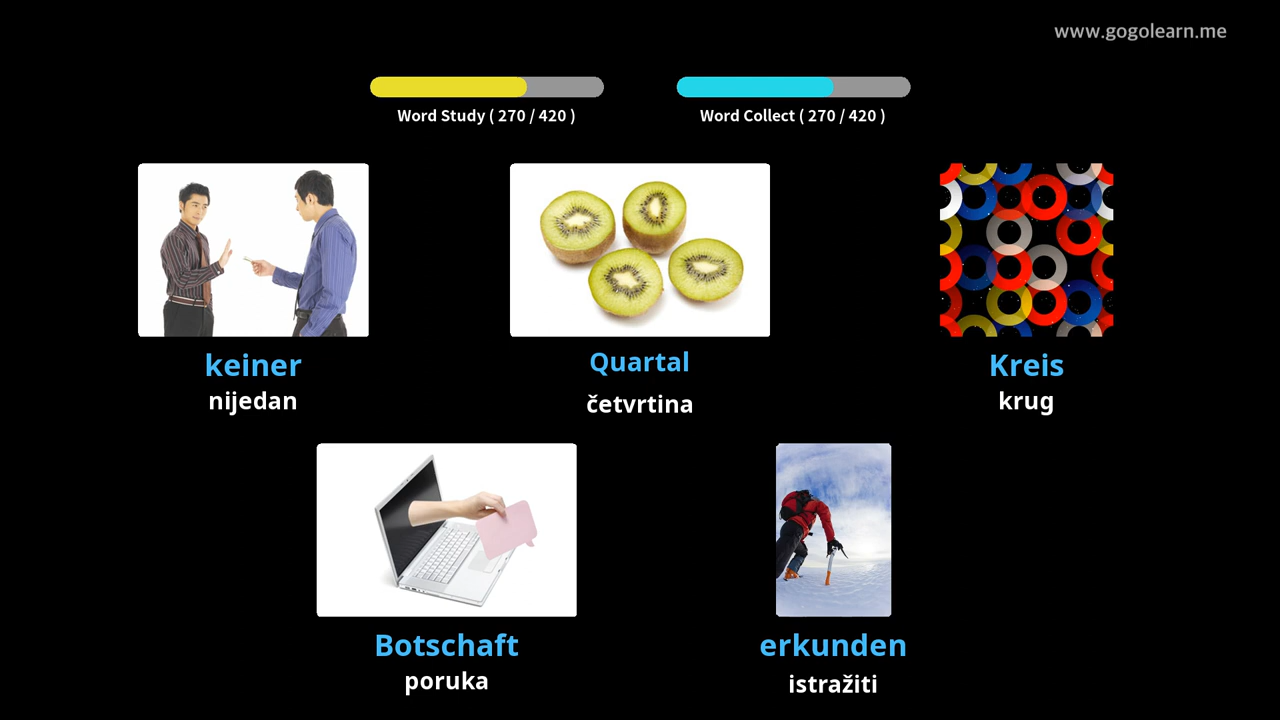 www.gogolearn.me
Word Study ( 270 / 420 )
Word Collect ( 270 / 420 )
keiner
nijedan
Quartal
četvrtina
Kreis
krug
Botschaft
poruka
erkunden
istražiti